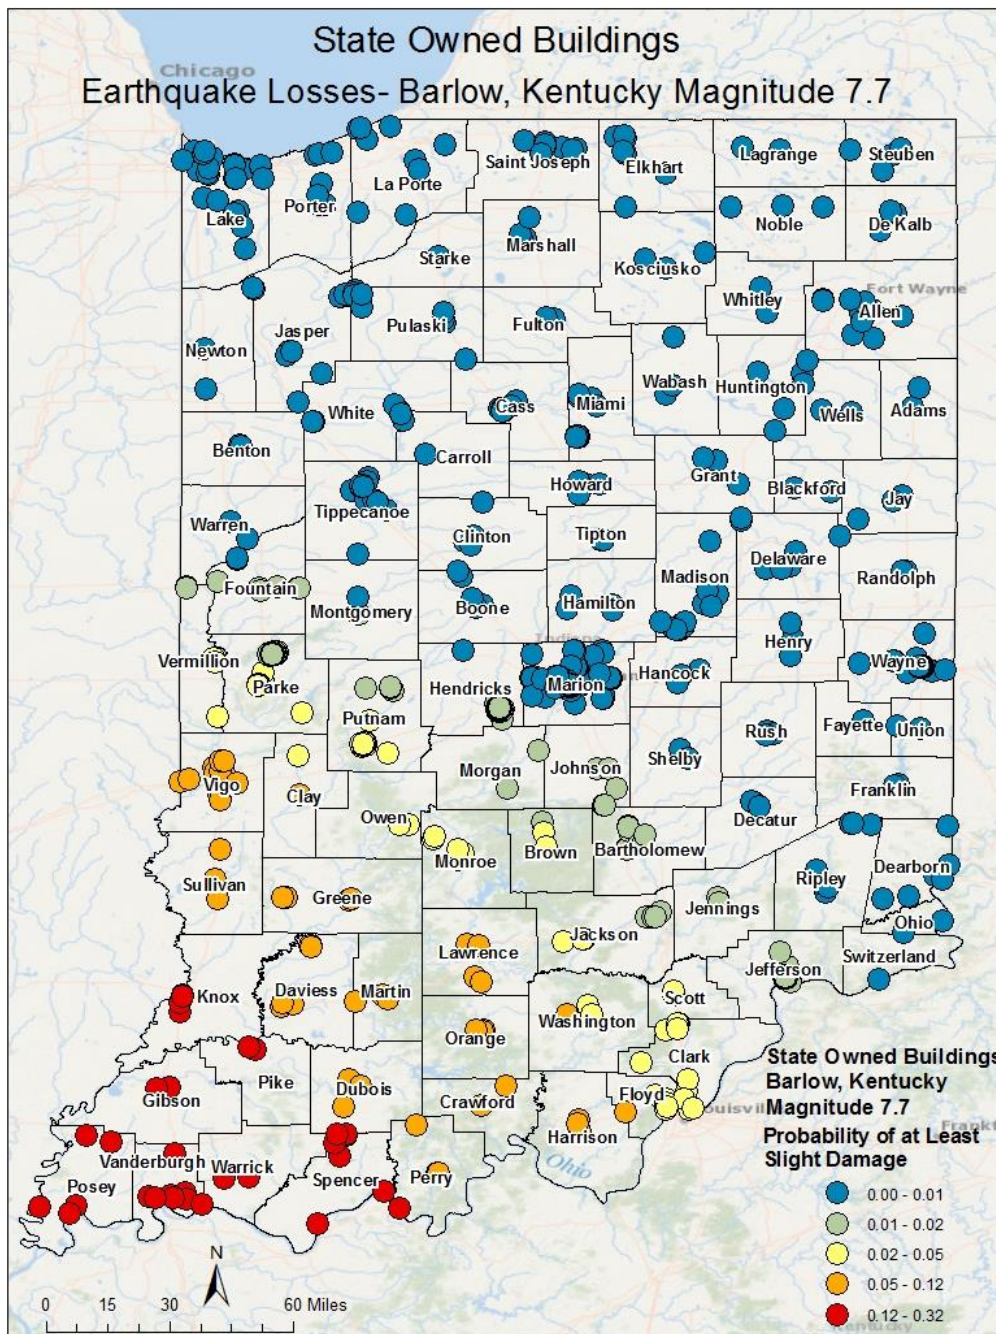 State Owned Buildings
Chicago
Earthquake Losses- Barlow, Kentucky Magnitude 7.7
Saint Joseph
Elkhart
Lagrange
Steuben
La Porte
Porter
Lake
Noble
De Kalb
Marshall
Starke
Kosciusko
Fort Wayne
Whitley
Allen
Pulaski
Fulton
Jasper
Newton
Wabash
Huntington
White
Cass
Miami
Wells
Adams
Benton
Carroll
Howard
Grant
Blackford
Jay
Tippecanoe
Warren
Clinton
Tipton
Delaware
Randolph
Madison
Fountain
Montgomery
Boone
Hamilton
Henry
Vermillion
Parke
Hendricks
Marion
Hancock
Wayne
Putnam
Fayette
Union
Rush
Shelby
Morgan
Johnson
Vigo
Clay
Franklin
Decatur
Owen
Monroe
Brown
Bartholomew
Dearborn
Ripley
Sullivan
Greene
Jennings
Ohio
Jackson
Lawrence
Switzerland
Jefferson
Knox
Daviess
Martin
Scott
Washington
Orange
Clark
Pike
Dubois
Gibson
Crawford
Floyd
Harrison
Ohio
Vanderburgh
Warrick
Spencer
Perry
Posey
State Owned Buildings
Barlow, Kentucky
Magnitude 7.7
Probability of at Least
Slight Damage
0.00 - 0.01
0.01 - 0.02
0.02 - 0.05
0.05 - 0.12
0.12 - 0.32
N
0 15 30 60 Miles